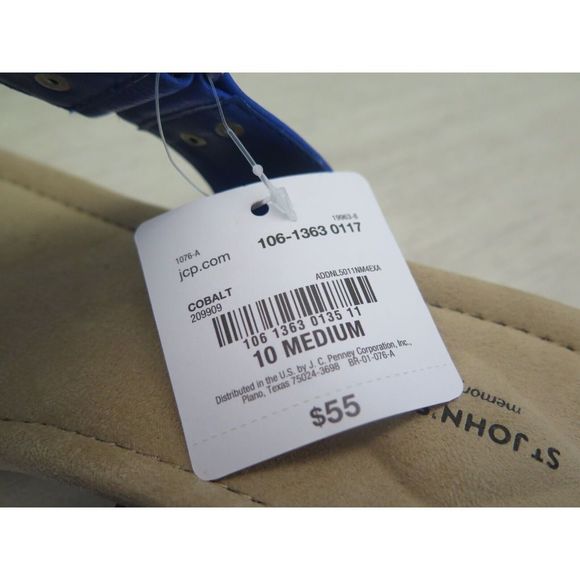 1076-A
19963-6
jcp.com
106-1363 0117
COBALT
ADDNL5011NM4EXA
209909
106 1363 0135 11
10 MEDIUM
Distributed in the U.S. by J. C. Penney Corporation, Inc.,
Plano, Texas 75024-3698 BR-01-076-A
$55
ST JOHN'S
memor